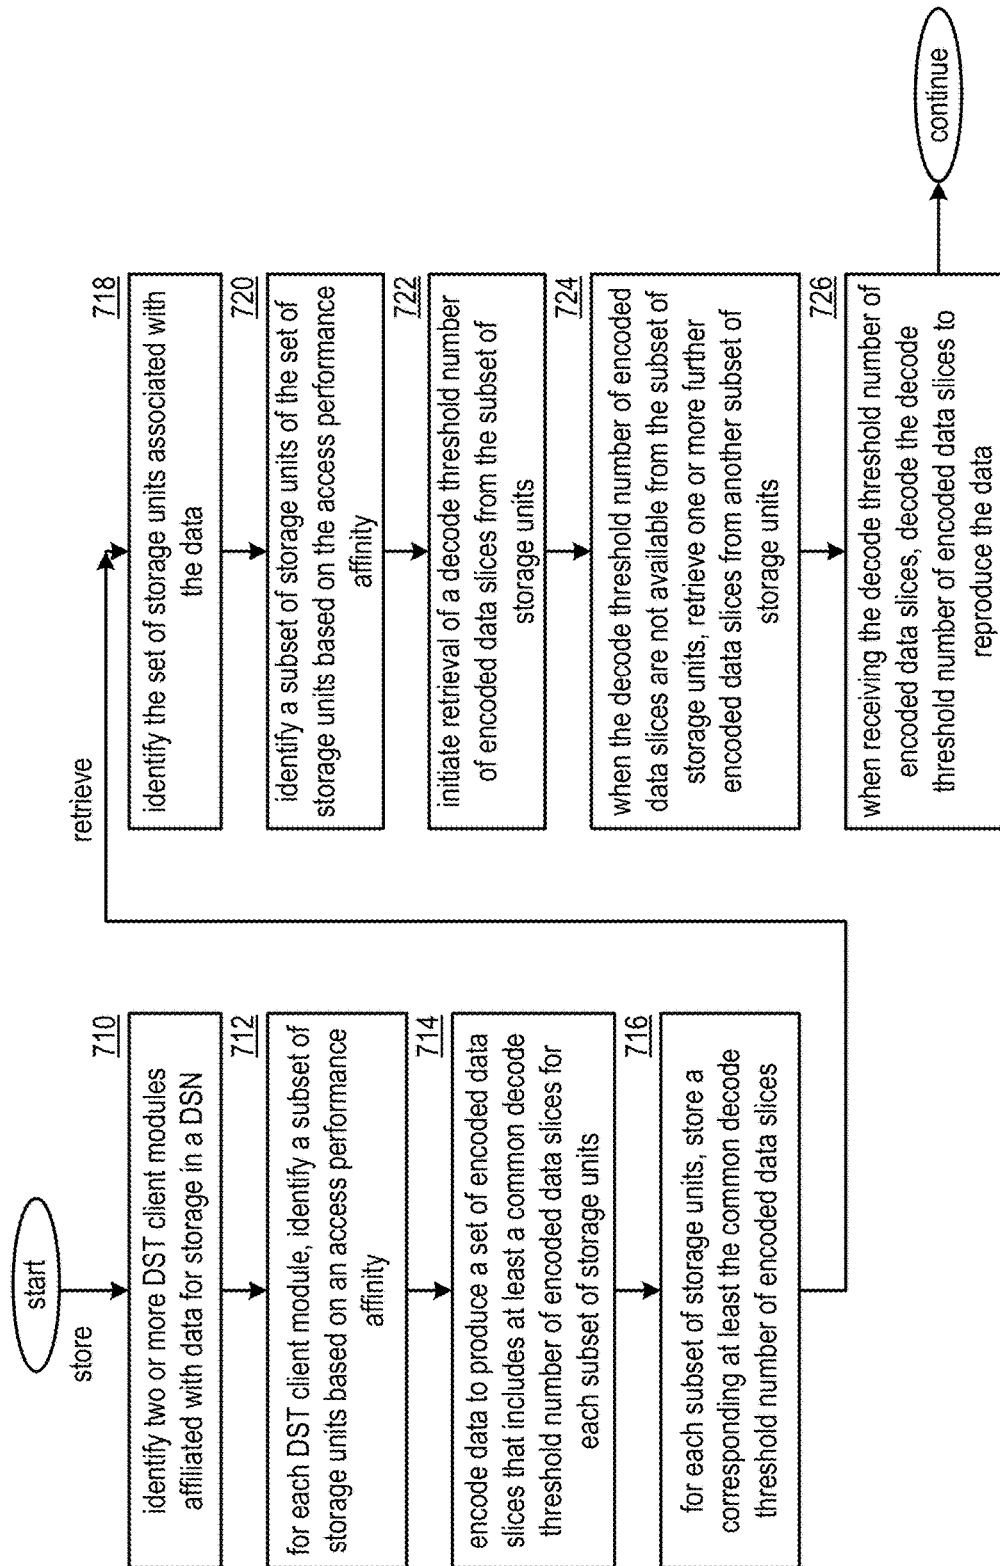 start
store
710
identify two or more DST client modules
affiliated with data for storage in a DSN
712
for each DST client module, identify a subset of
storage units based on an access performance
affinity
714
encode data to produce a set of encoded data
slices that includes at least a common decode
threshold number of encoded data slices for
each subset of storage units
716
for each subset of storage units, store a
corresponding at least the common decode
threshold number of encoded data slices
retrieve
718
identify the set of storage units associated with
the data
720
identify a subset of storage units of the set of
storage units based on the access performance
affinity
722
initiate retrieval of a decode threshold number
of encoded data slices from the subset of
storage units
724
when the decode threshold number of encoded
data slices are not available from the subset of
storage units, retrieve one or more further
encoded data slices from another subset of
storage units
726
when receiving the decode threshold number of
encoded data slices, decode the decode
threshold number of encoded data slices to
reproduce the data
continue